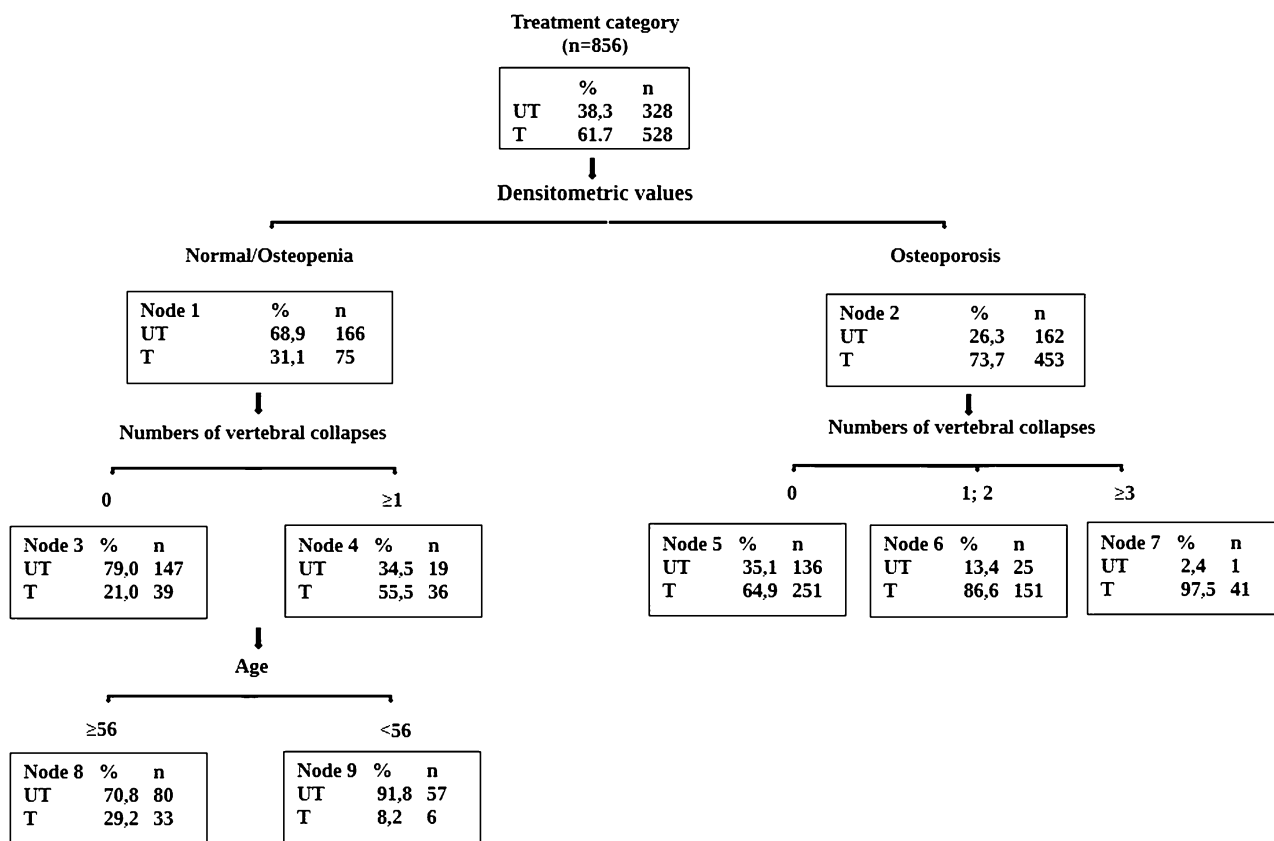 Treatment category
(n=856)
% n
UT 38,3 328
T 61.7 528
Densitometric values
Normal/Osteopenia
Osteoporosis
Node 1 % n
UT 68,9 166
T 31,1 75
Node 2 % n
UT 26,3 162
T 73,7 453
Numbers of vertebral collapses
Numbers of vertebral collapses
0
≥1
0
1; 2
≥3
Node 3 % n
UT 79,0 147
T 21,0 39
Node 4 % n
UT 34,5 19
T 55,5 36
Node 5 % n
UT 35,1 136
T 64,9 251
Node 6 % n
UT 13,4 25
T 86,6 151
Node 7 % n
UT 2,4 1
T 97,5 41
Age
≥56
<56
Node 8 % n
UT 70,8 80
T 29,2 33
Node 9 % n
UT 91,8 57
T 8,2 6